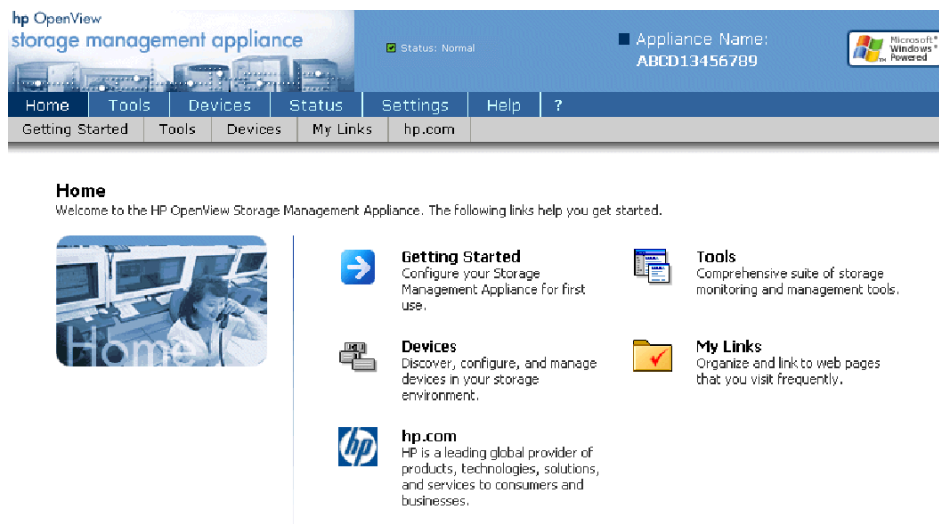 hp OpenView
storage management appliance
Status: Normal
Appliance Name:
ABCD13456789
Microsoft®
Windows®
Powered
Home Tools Devices Status Settings Help ?
Getting Started Tools Devices My Links hp.com
Home
Welcome to the HP OpenView Storage Management Appliance. The following links help you get started.
Home
Getting Started
Configure your Storage
Management Appliance for first
use.
Tools
Comprehensive suite of storage
monitoring and management tools.
Devices
Discover, configure, and manage
devices in your storage
environment.
My Links
Organize and link to web pages
that you visit frequently.
hp
hp.com
HP is a leading global provider of
products, technologies, solutions,
and services to consumers and
businesses.